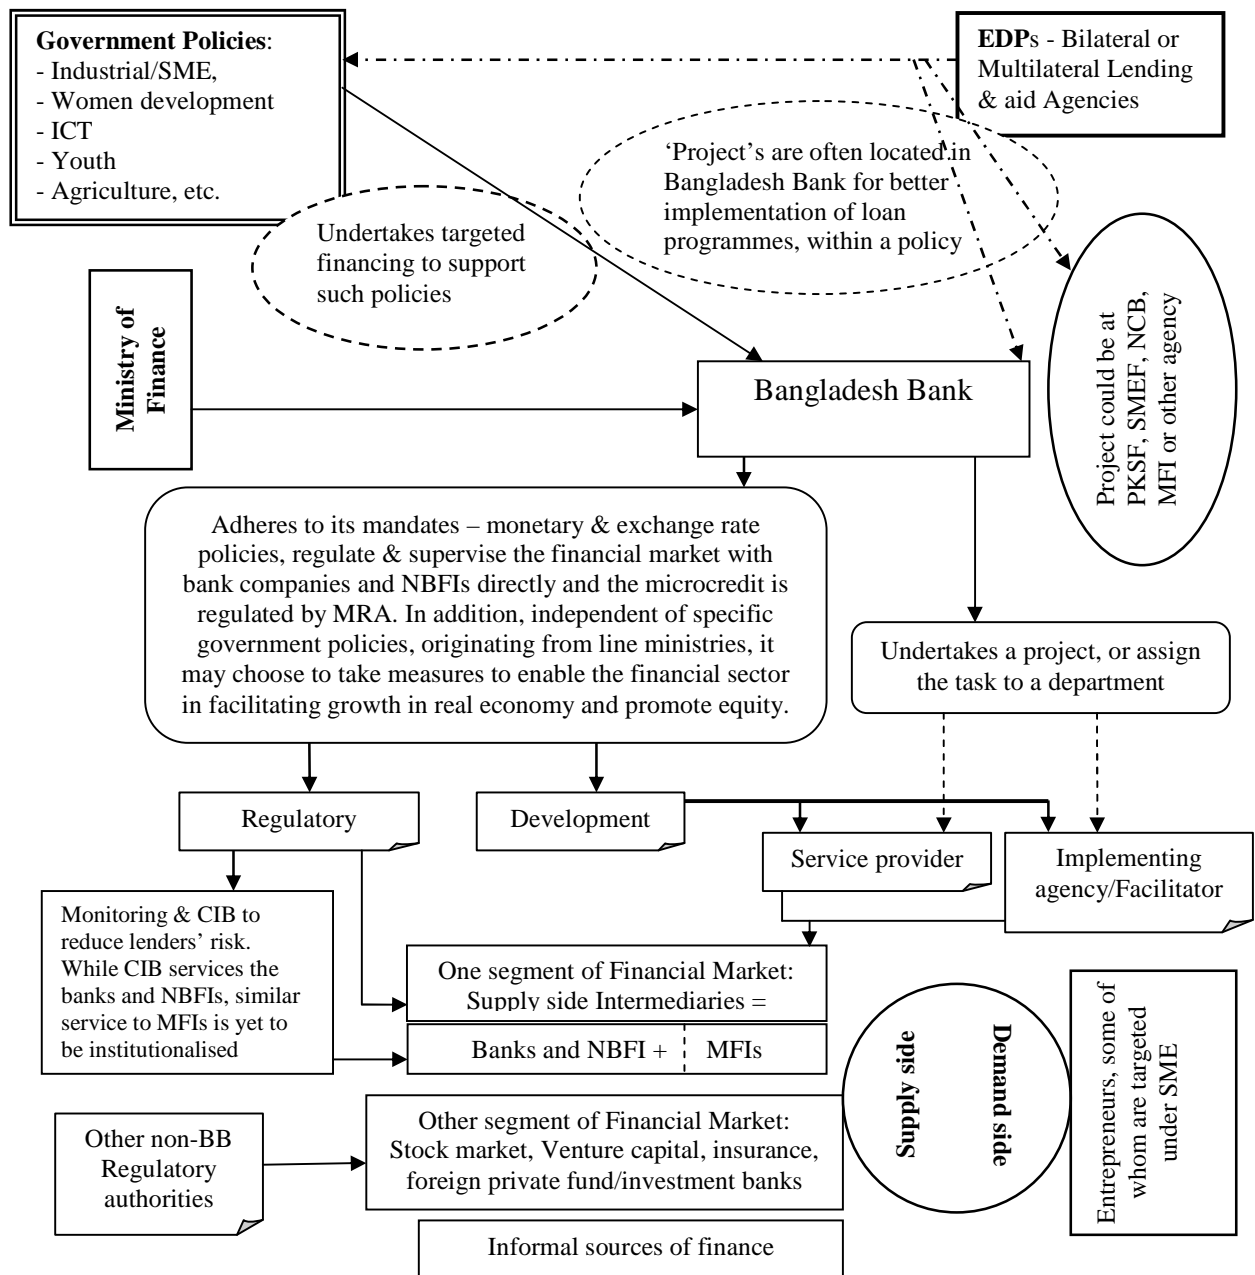 Government Policies:
- Industrial/SME,
- Women development
- ICT
- Youth
- Agriculture, etc.
EDPs - Bilateral or
Multilateral Lending
& aid Agencies
‘Project’s are often located in
Bangladesh Bank for better
implementation of loan
programmes, within a policy
Undertakes targeted
financing to support
such policies
Ministry of
Finance
Bangladesh Bank
Project could be at
PKSF, SMEF, NCB,
MFI or other agency
Adheres to its mandates – monetary & exchange rate
policies, regulate & supervise the financial market with
bank companies and NBFIs directly and the microcredit is
regulated by MRA. In addition, independent of specific
government policies, originating from line ministries, it
may choose to take measures to enable the financial sector
in facilitating growth in real economy and promote equity.
Undertakes a project, or assign
the task to a department
Regulatory
Development
Service provider
Implementing
agency/Facilitator
Monitoring & CIB to
reduce lenders’ risk.
While CIB services the
banks and NBFIs, similar
service to MFIs is yet to
be institutionalised
One segment of Financial Market:
Supply side Intermediaries =
Banks and NBFI + MFIs
Supply side
Demand side
Entrepreneurs, some of
whom are targeted
under SME
Other non-BB
Regulatory
authorities
Other segment of Financial Market:
Stock market, Venture capital, insurance,
foreign private fund/investment banks
Informal sources of finance